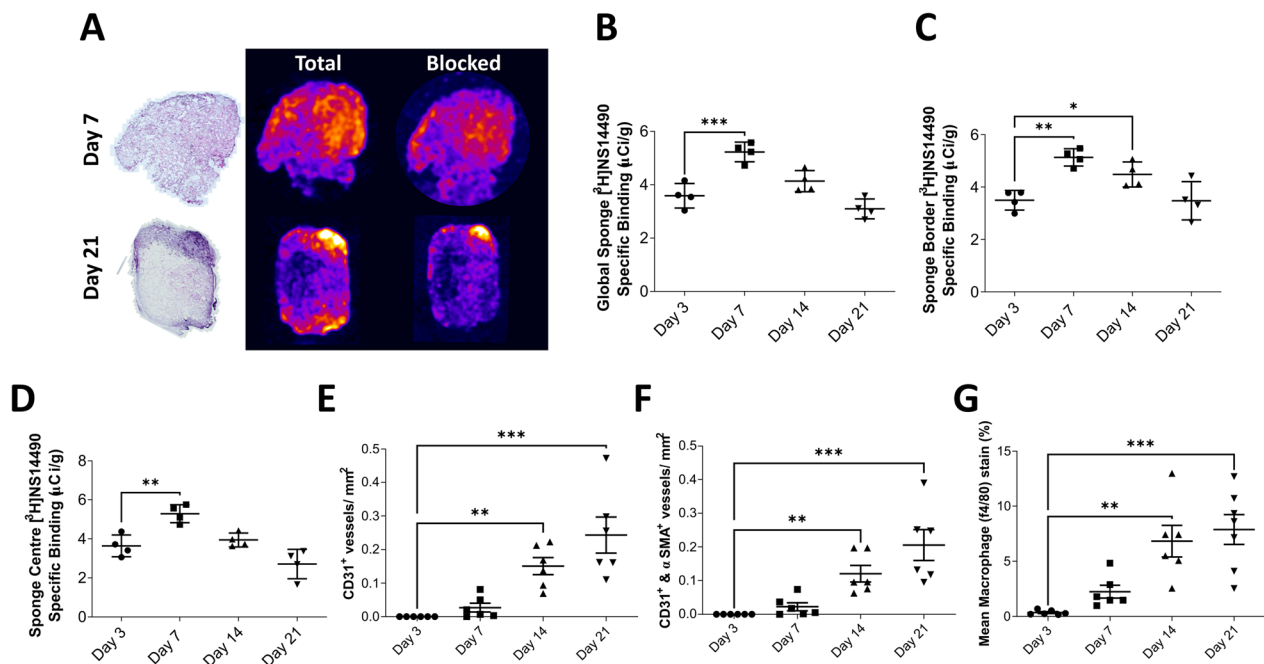 A
Total
Blocked
Day 7
Day 21
B
Global Sponge [³H]NS14490
Specific Binding (μCi/g)
8
6
4
2
0
***
Day 3
Day 7
Day 14
Day 21
C
Sponge Border [³H]NS14490
Specific Binding (μCi/g)
8
6
4
2
0
*
**
Day 3
Day 7
Day 14
Day 21
D
Sponge Centre [³H]NS14490
Specific Binding (μCi/g)
8
6
4
2
0
**
Day 3
Day 7
Day 14
Day 21
E
CD31⁺ vessels/ mm²
0.5
0.4
0.3
0.2
0.1
0.0
***
**
Day 3
Day 7
Day 14
Day 21
F
CD31⁺ & α SMA⁺ vessels/ mm²
0.5
0.4
0.3
0.2
0.1
0.0
***
**
Day 3
Day 7
Day 14
Day 21
G
Mean Macrophage (f4/80) stain (%)
15
10
5
0
***
**
Day 3
Day 7
Day 14
Day 21